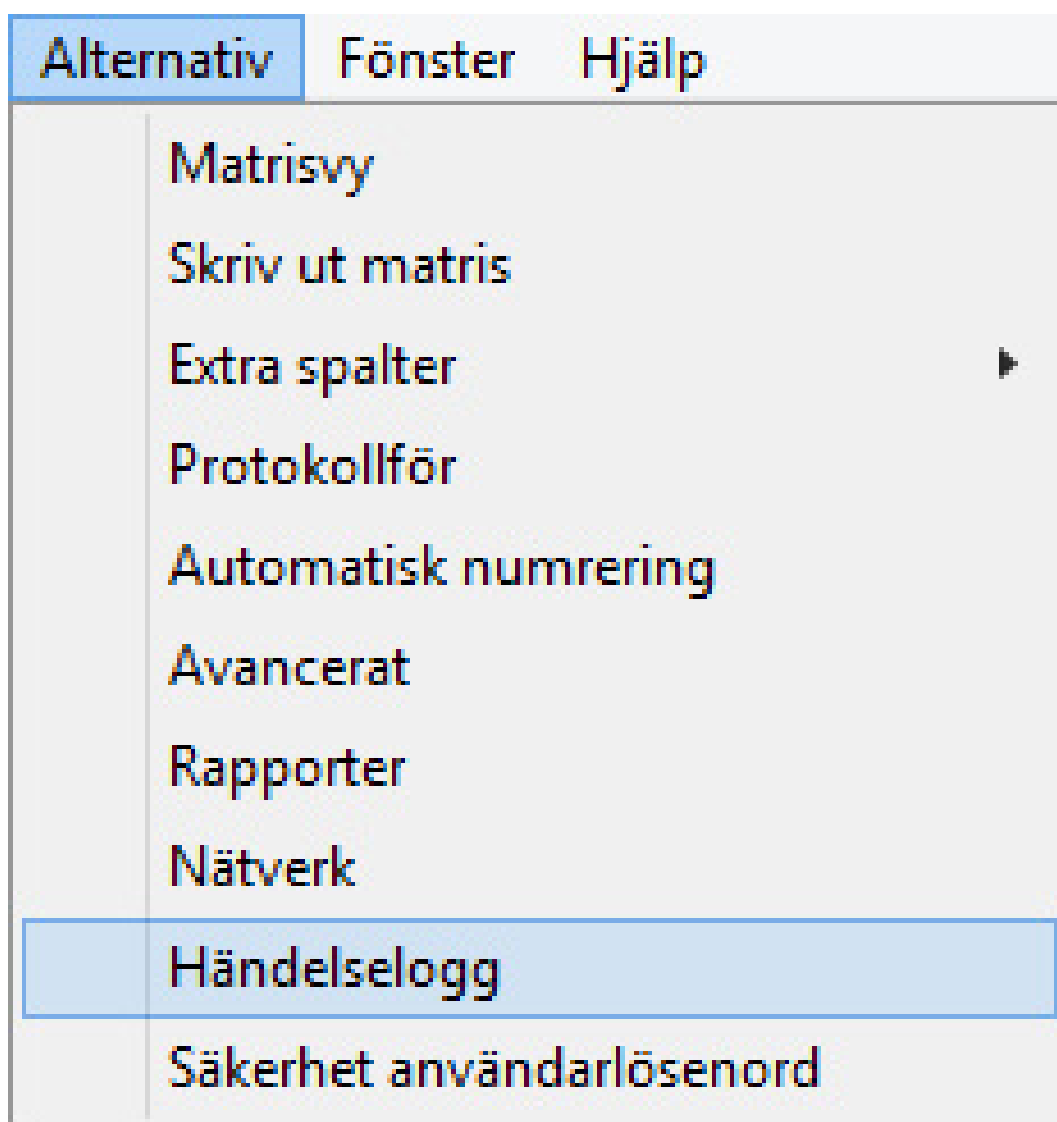 Alternativ Fönster Hjälp
Matrisvy
Skriv ut matris
Extra spalter
Protokollför
Automatisk numrering
Avancerat
Rapporter
Nätverk
Händelselogg
Säkerhet användarlösenord